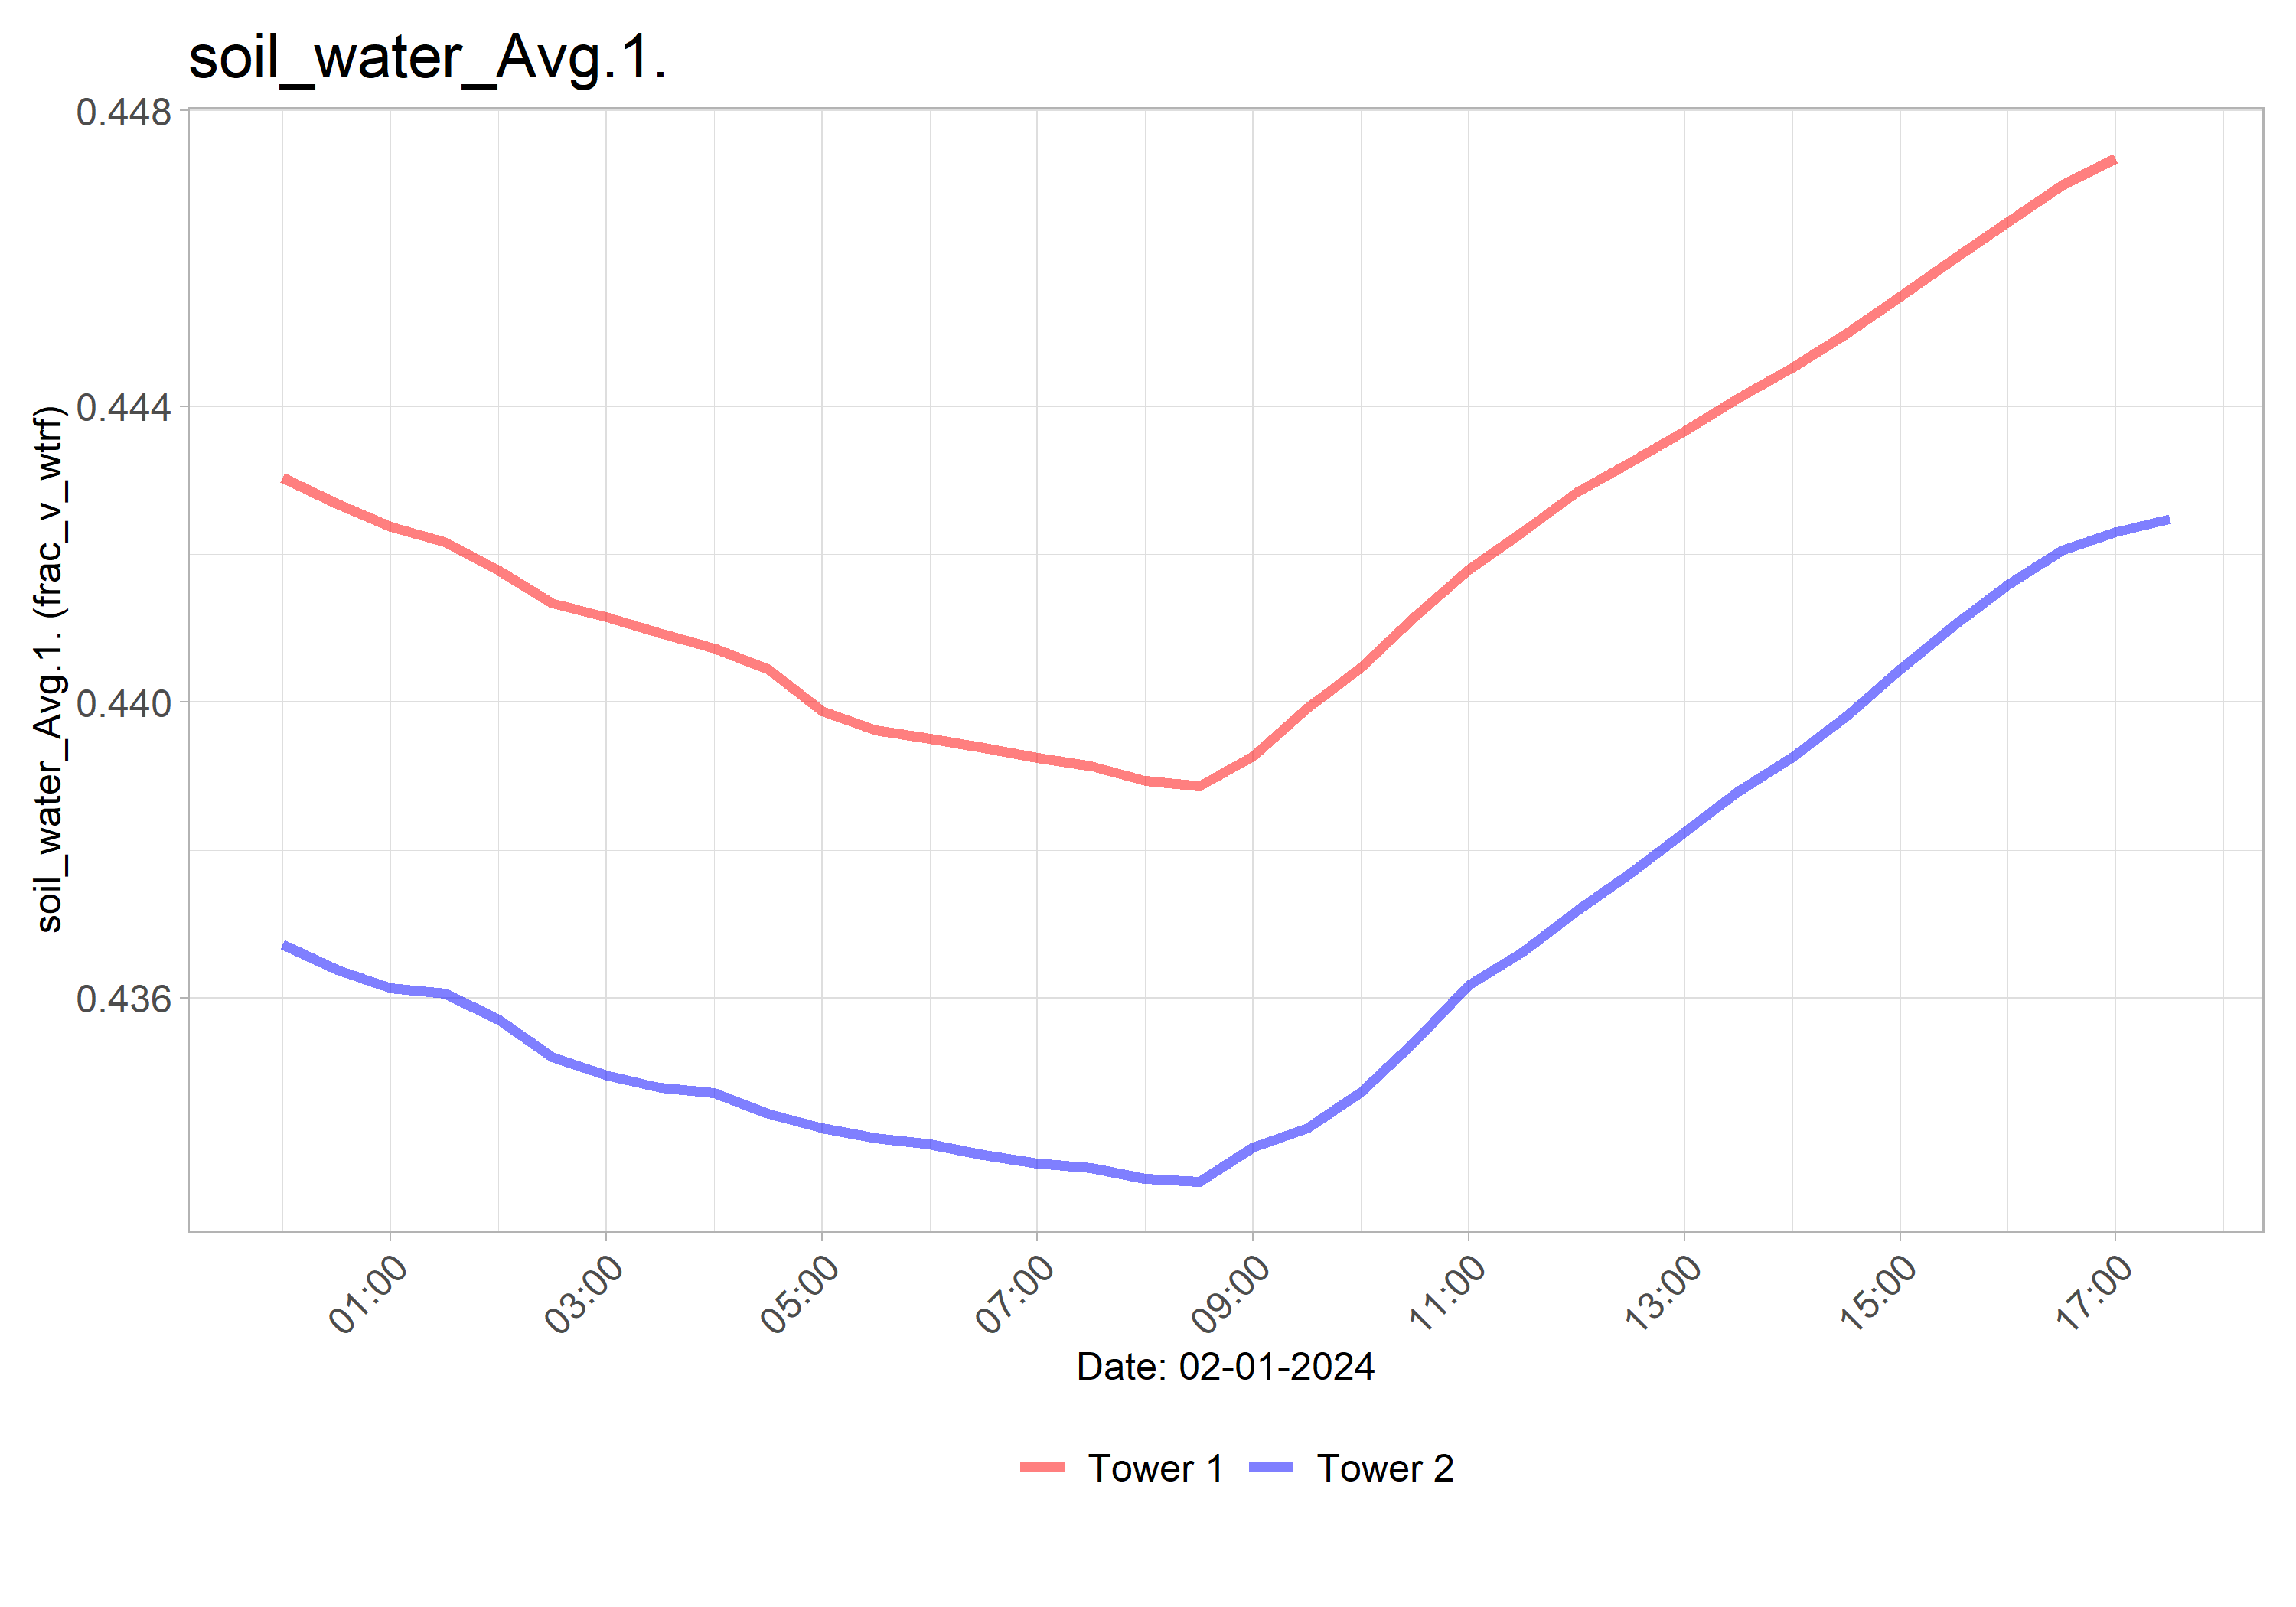 soil_water_Avg.1.
soil_water_Avg.1. (frac_v_wtrf)
0.448
0.444
0.440
0.436
01:00
03:00
05:00
07:00
09:00
11:00
13:00
15:00
17:00
Date: 02-01-2024
Tower 1
Tower 2